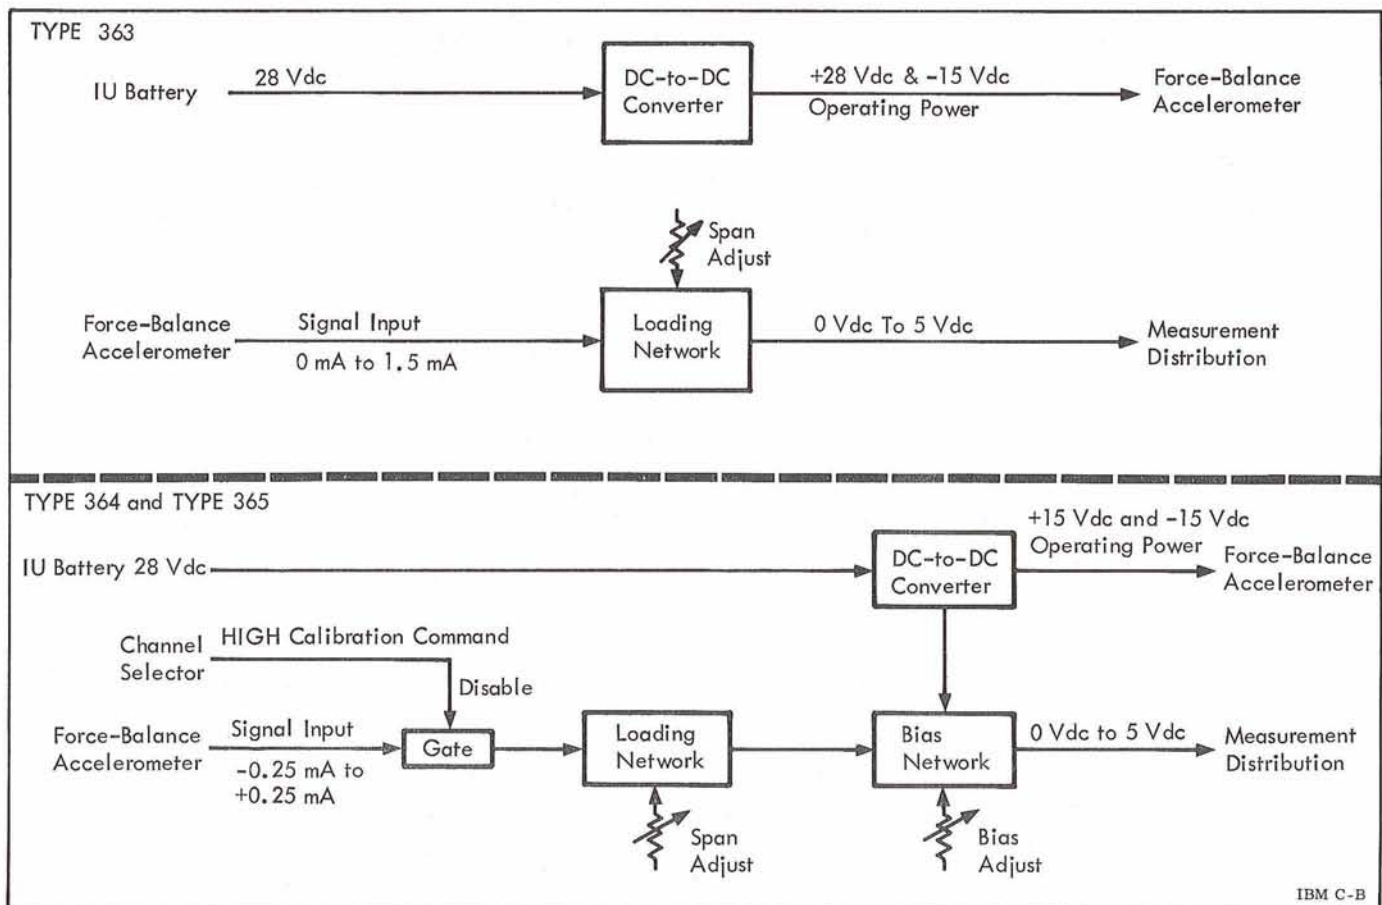 TYPE 363
IU Battery
28 Vdc
DC-to-DC
Converter
+28 Vdc & -15 Vdc
Operating Power
Force-Balance
Accelerometer
Span
Adjust
Force-Balance
Accelerometer
Signal Input
0 mA to 1.5 mA
Loading
Network
0 Vdc To 5 Vdc
Measurement
Distribution
TYPE 364 and TYPE 365
IU Battery 28 Vdc
DC-to-DC
Converter
+15 Vdc and -15 Vdc
Operating Power
Force-Balance
Accelerometer
Channel
Selector
HIGH Calibration Command
Disable
Force-Balance
Accelerometer
Signal Input
-0.25 mA to
+0.25 mA
Gate
Loading
Network
Bias
Network
0 Vdc to 5 Vdc
Measurement
Distribution
Span
Adjust
Bias
Adjust
IBM C-B